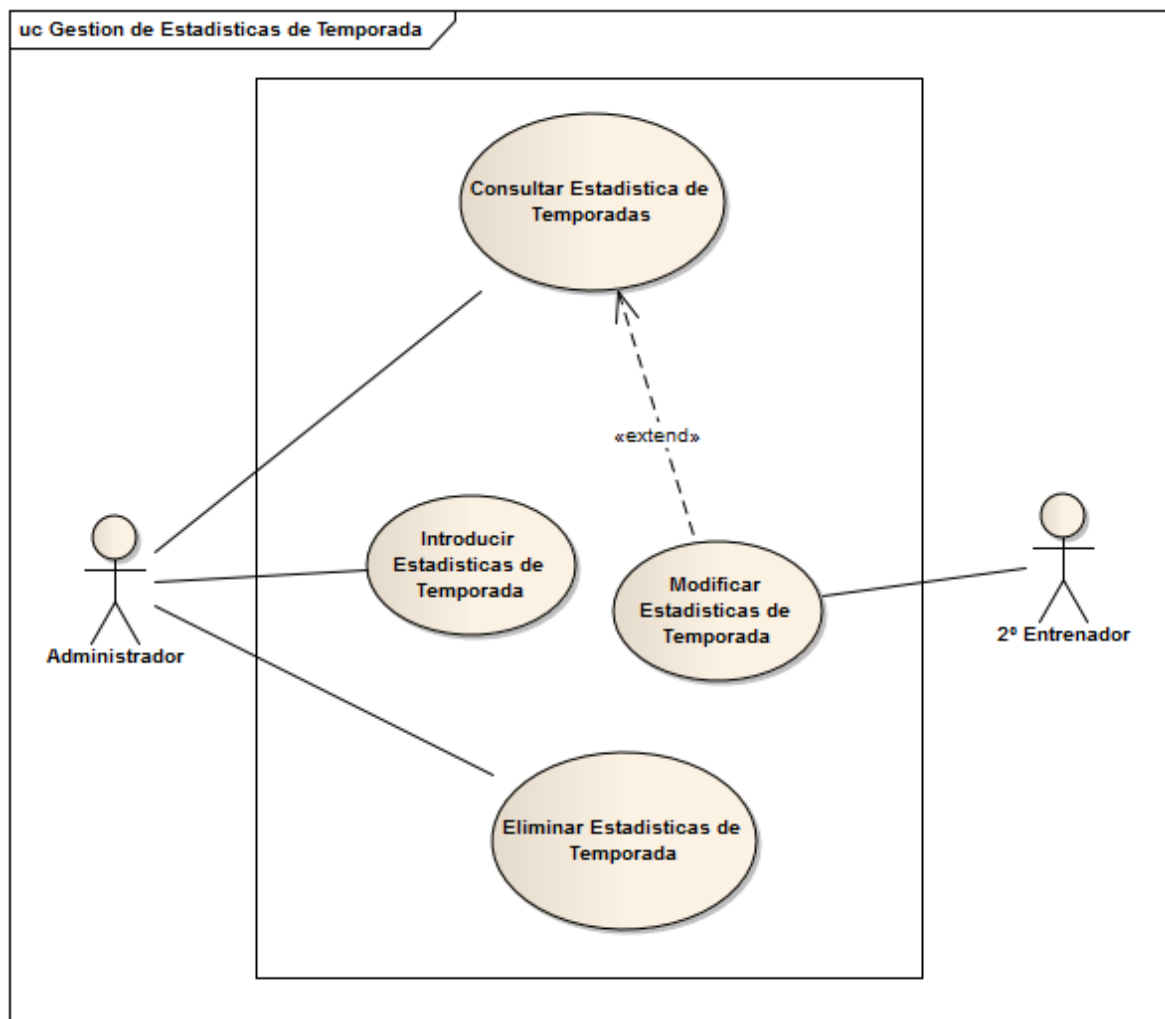 uc Gestion de Estadisticas de Temporada
Consultar Estadistica de
Temporadas
«extend»
Introducir
Estadisticas de
Temporada
Modificar
Estadisticas de
Temporada
Administrador
2º Entrenador
Eliminar Estadisticas de
Temporada